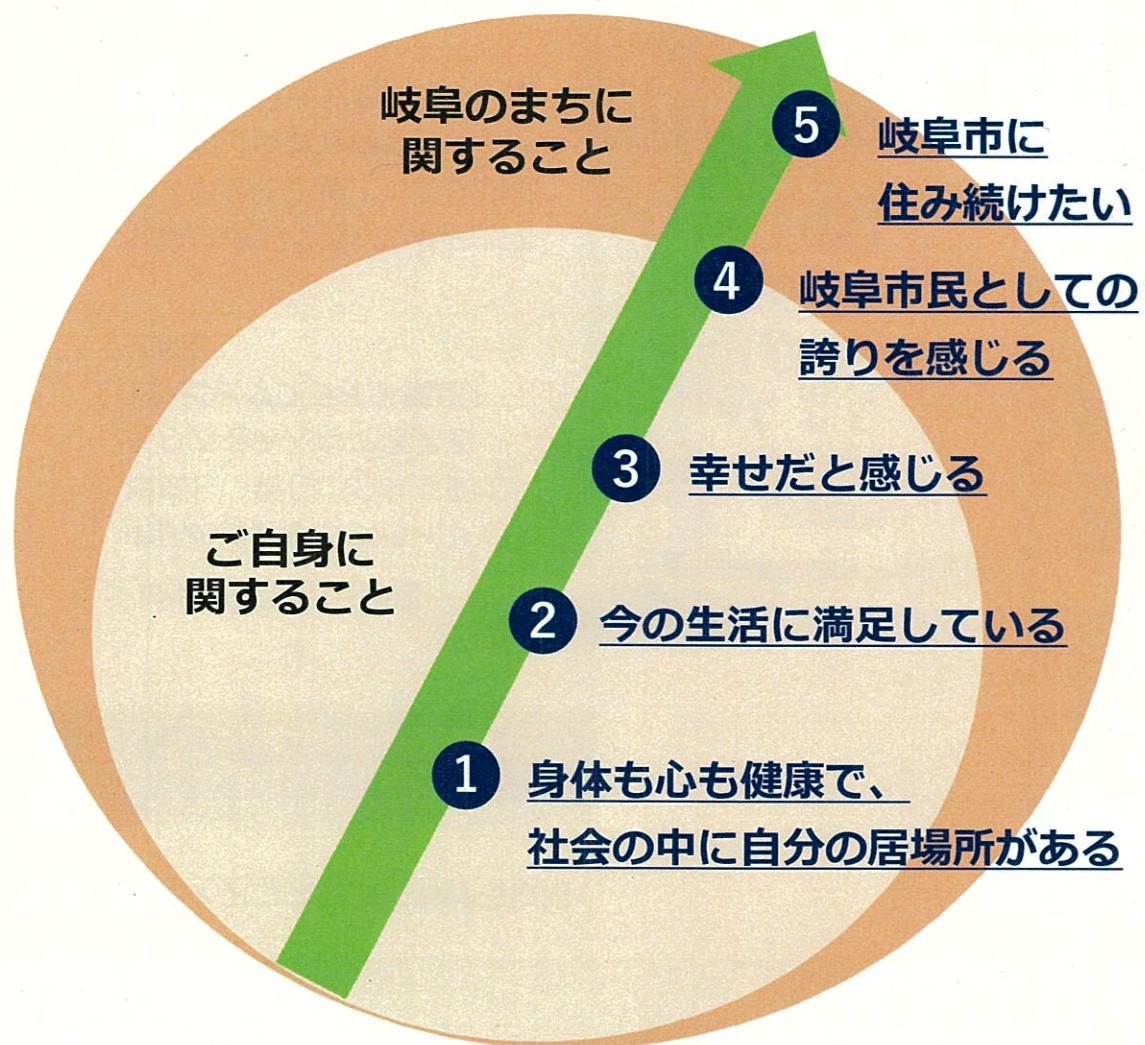 岐阜のまちに
関すること
5
岐阜市に
住み続けたい
4
岐阜市民としての
誇りを感じる
3
幸せだと感じる
ご自身に
関すること
2
今の生活に満足している
1
身体も心も健康で、
社会の中に自分の居場所がある